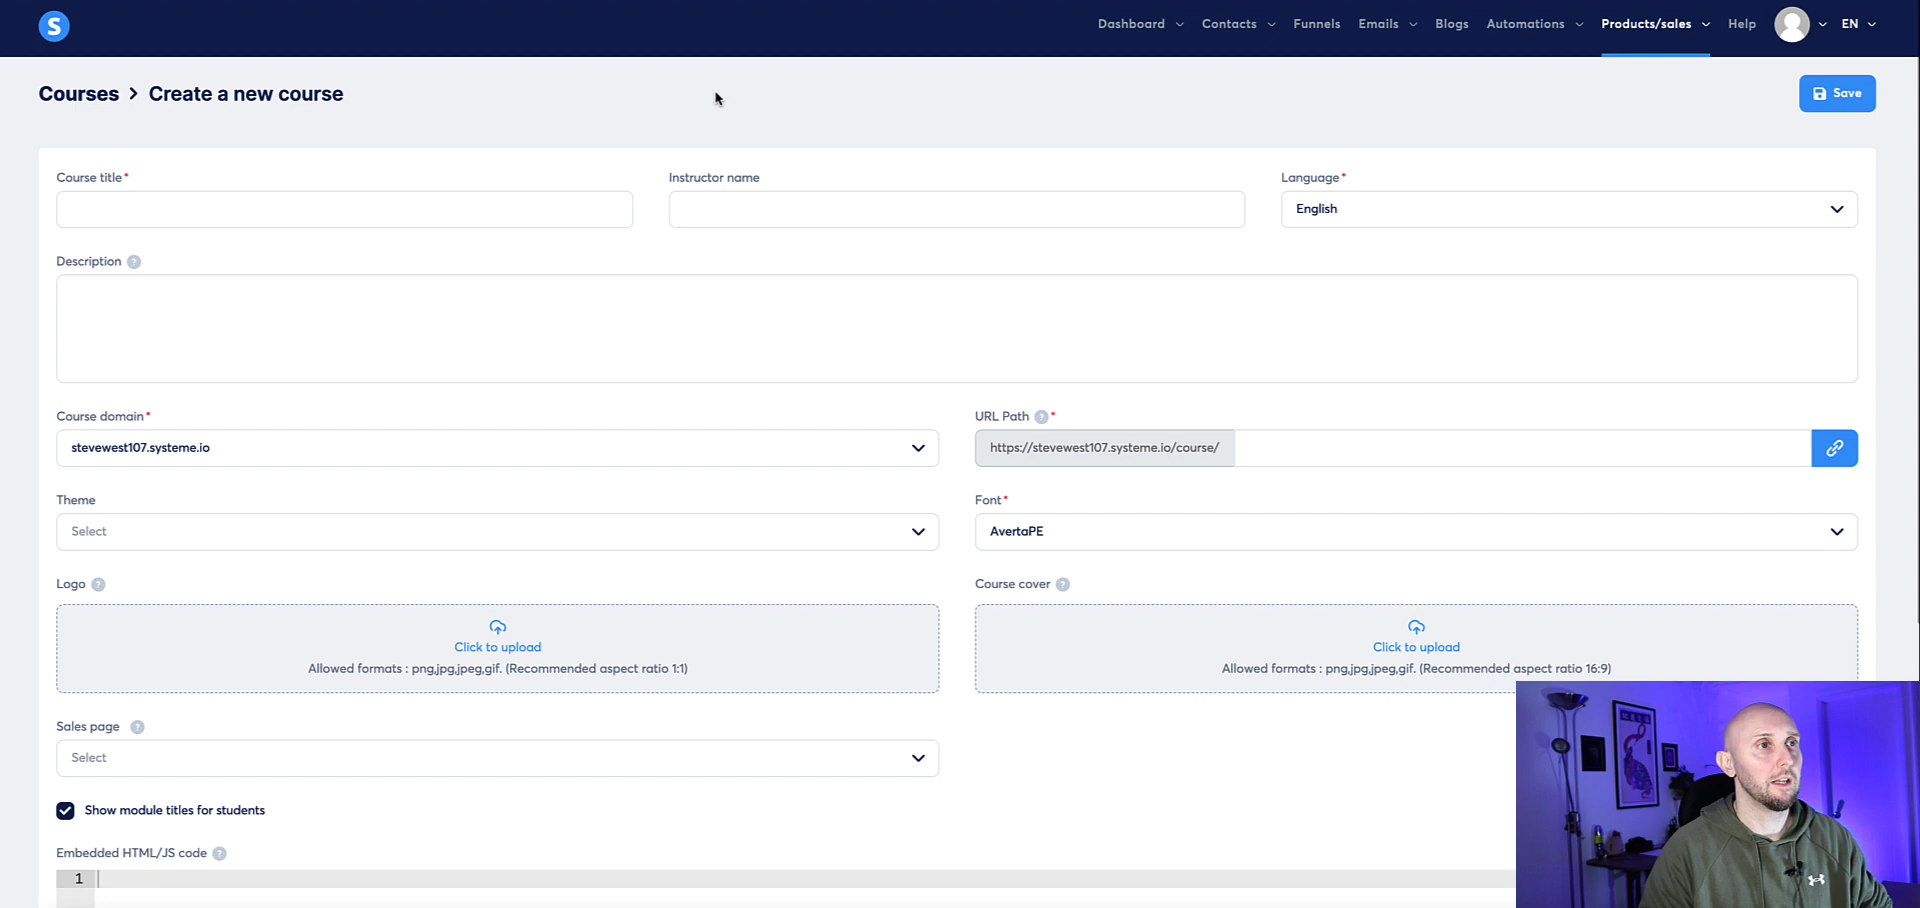 S
Dashboard Contacts Funnels Emails Blogs Automations Products/sales Help EN
Courses > Create a new course
Save
Course title* Instructor name Language*
English
Description ?
Course domain* URL Path ? *
stevewest107.systeme.io https://stevewest107.systeme.io/course/
Theme Font*
Select AvertaPE
Logo ? Course cover ?
Click to upload Click to upload
Allowed formats : png,jpg,jpeg,gif. (Recommended aspect ratio 1:1) Allowed formats : png,jpg,jpeg,gif. (Recommended aspect ratio 16:9)
Sales page ?
Select
Show module titles for students
Embedded HTML/JS code ?
1